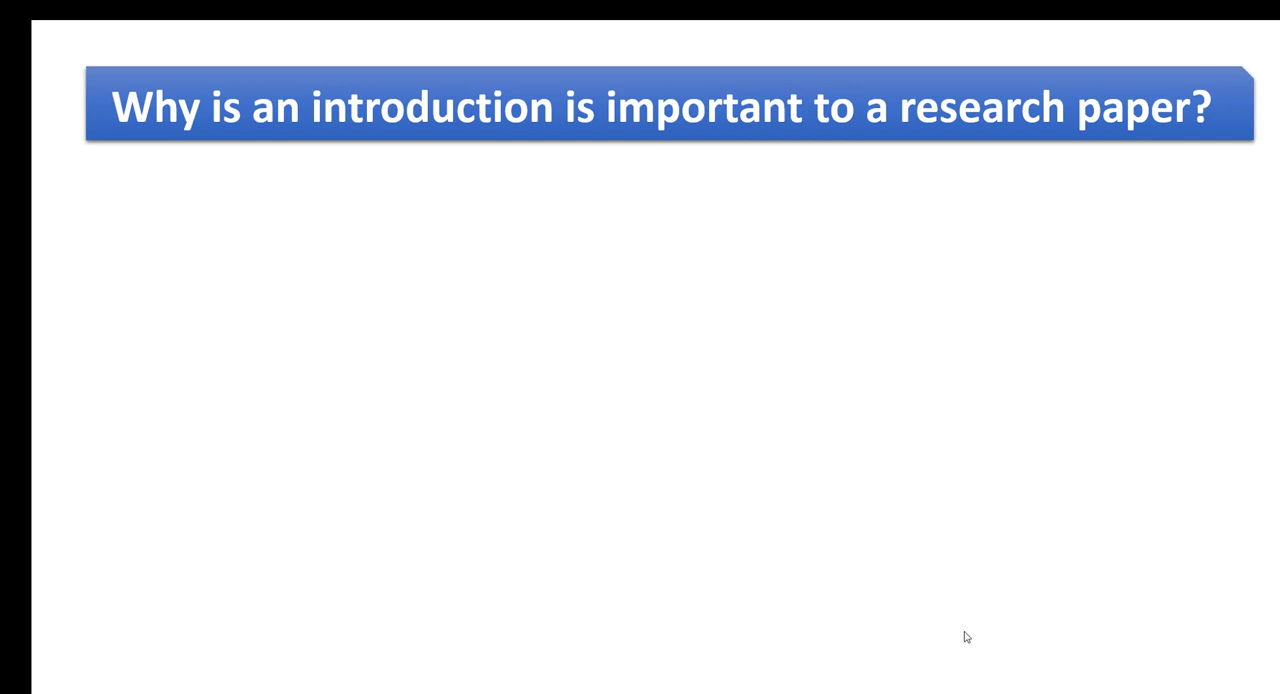 Why is an introduction is important to a research paper?